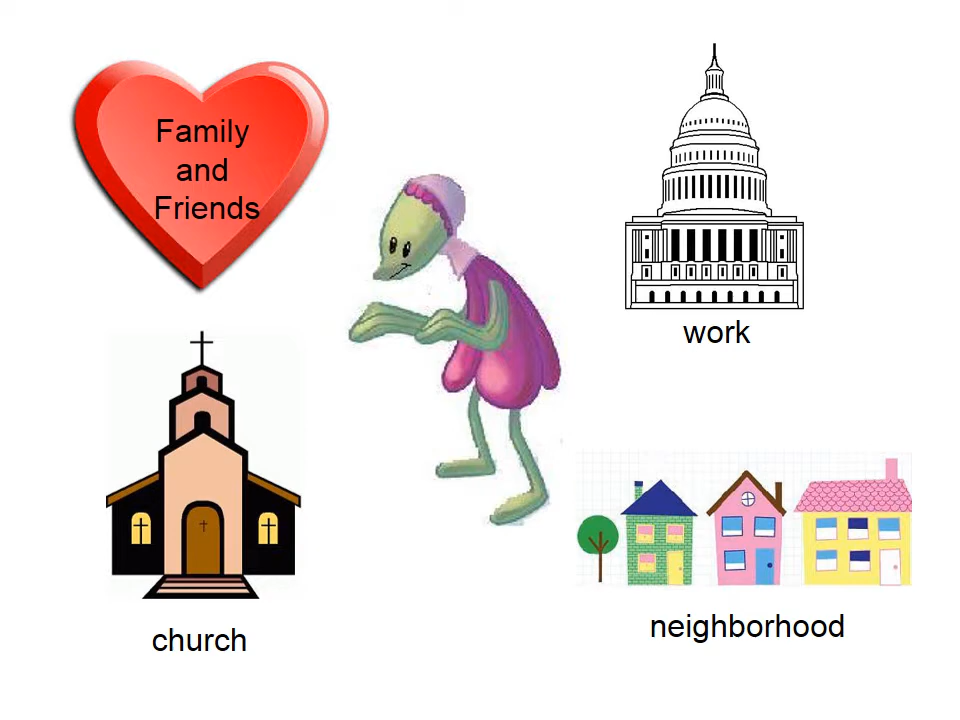 Family
and
Friends
work
church
neighborhood